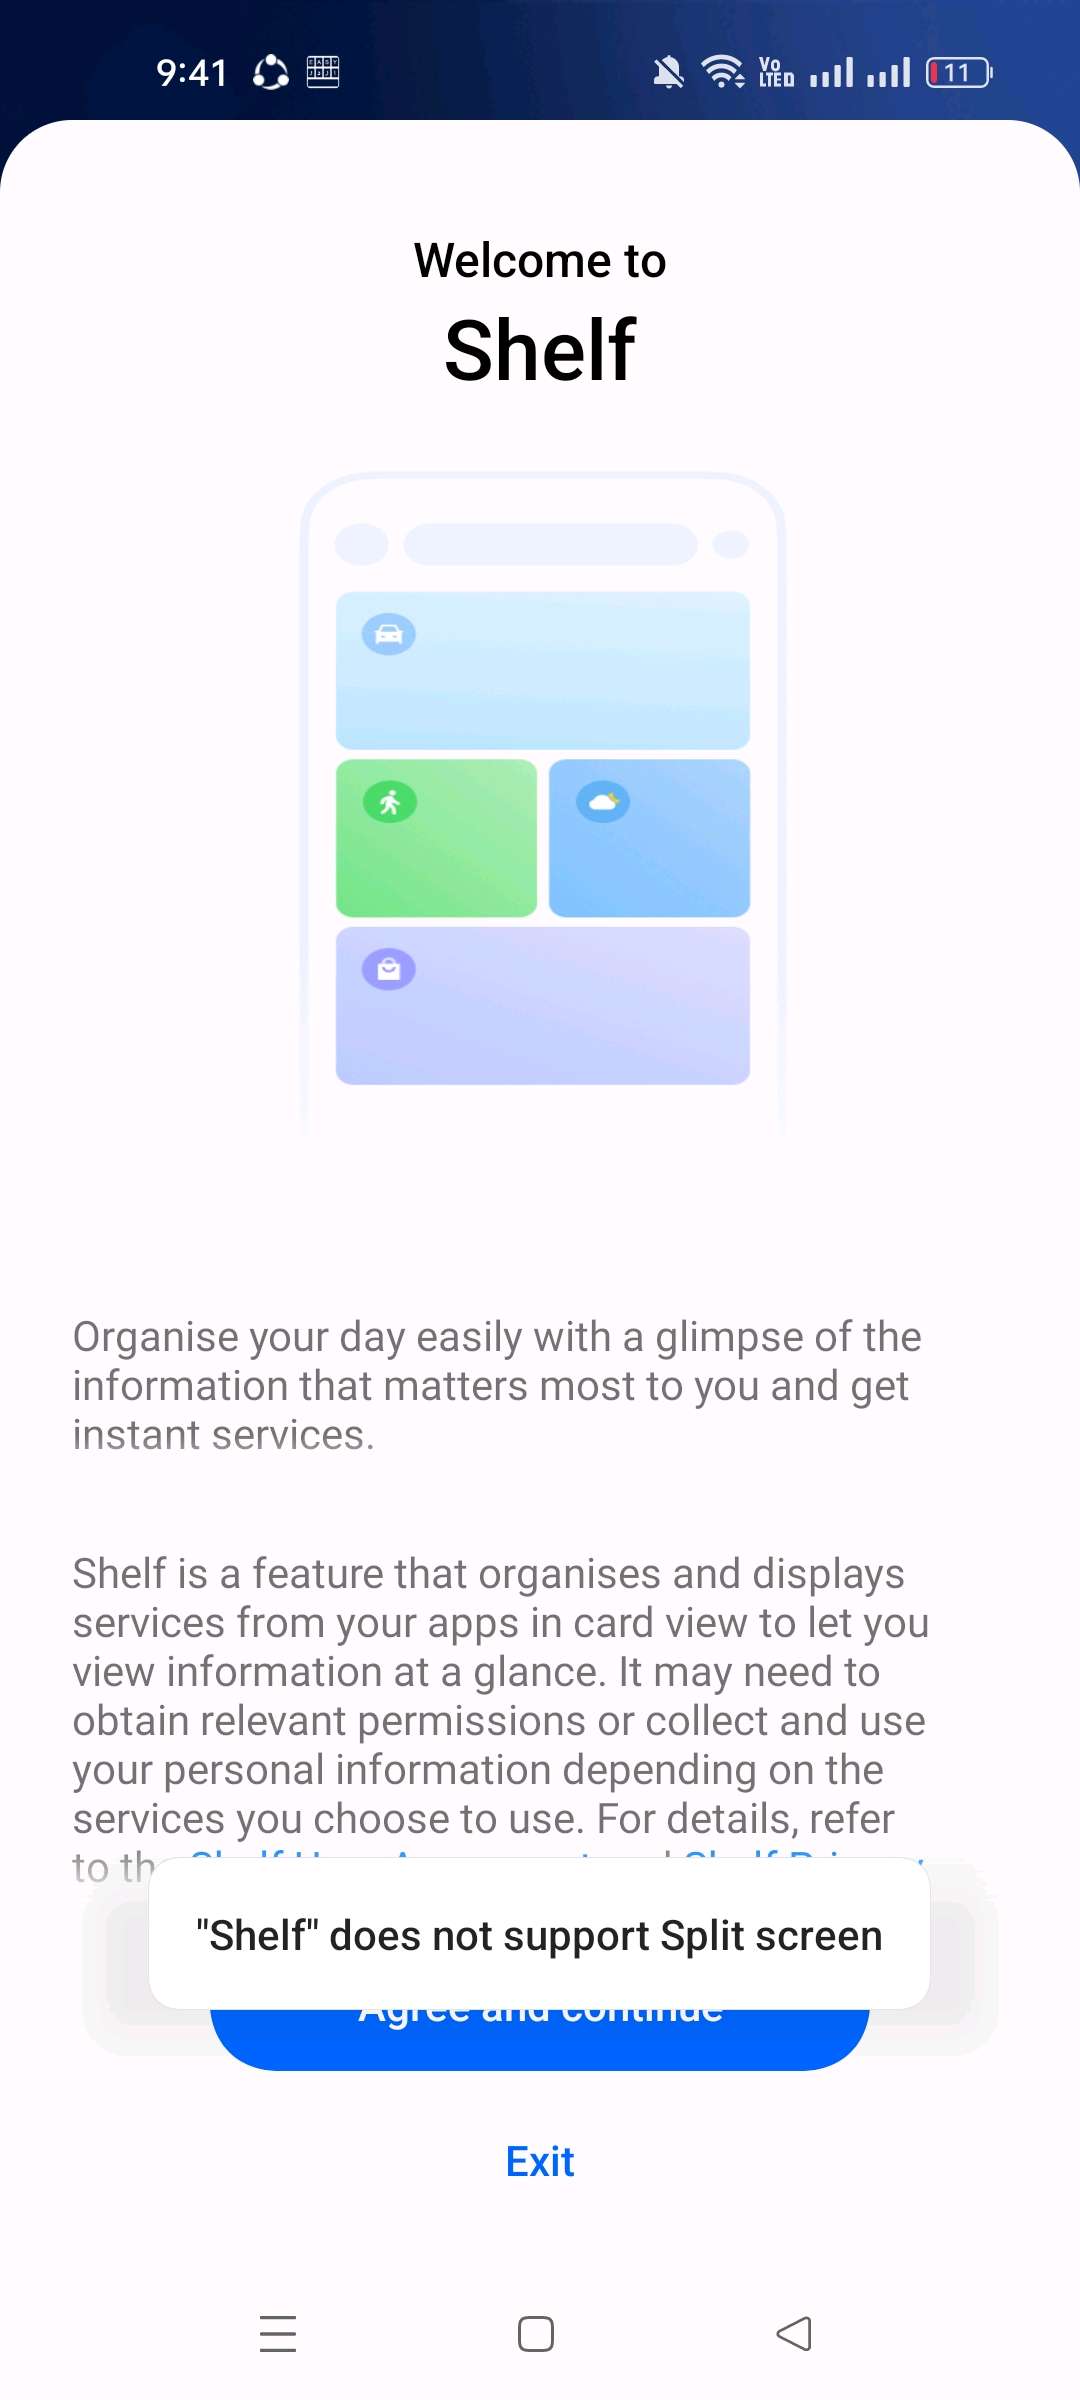 9:41
Vo
LTE
11
Welcome to
Shelf
Organise your day easily with a glimpse of the
information that matters most to you and get
instant services.
Shelf is a feature that organises and displays
services from your apps in card view to let you
view information at a glance. It may need to
obtain relevant permissions or collect and use
your personal information depending on the
services you choose to use. For details, refer
to
"Shelf" does not support Split screen
Agree and continue
Exit